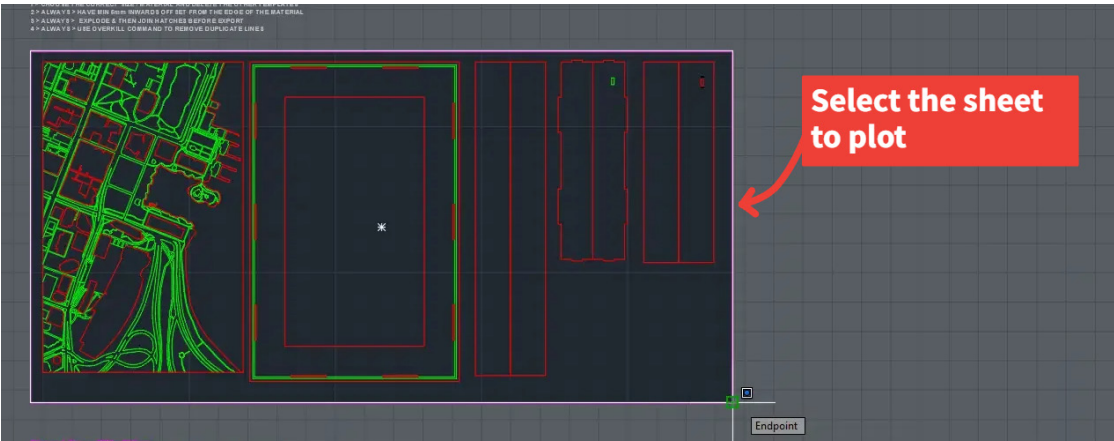 2 > ALWAYS > HAVE MIN 5mm INWARDS OFFSET FROM THE EDGE OF THE MATERIAL
3 > ALWAYS > EXPLODE & THEN JOIN HATCHES BEFORE EXPORT
4 > ALWAYS > USE OVERKILL COMMAND TO REMOVE DUPLICATE LINES
Select the sheet
to plot
Endpoint